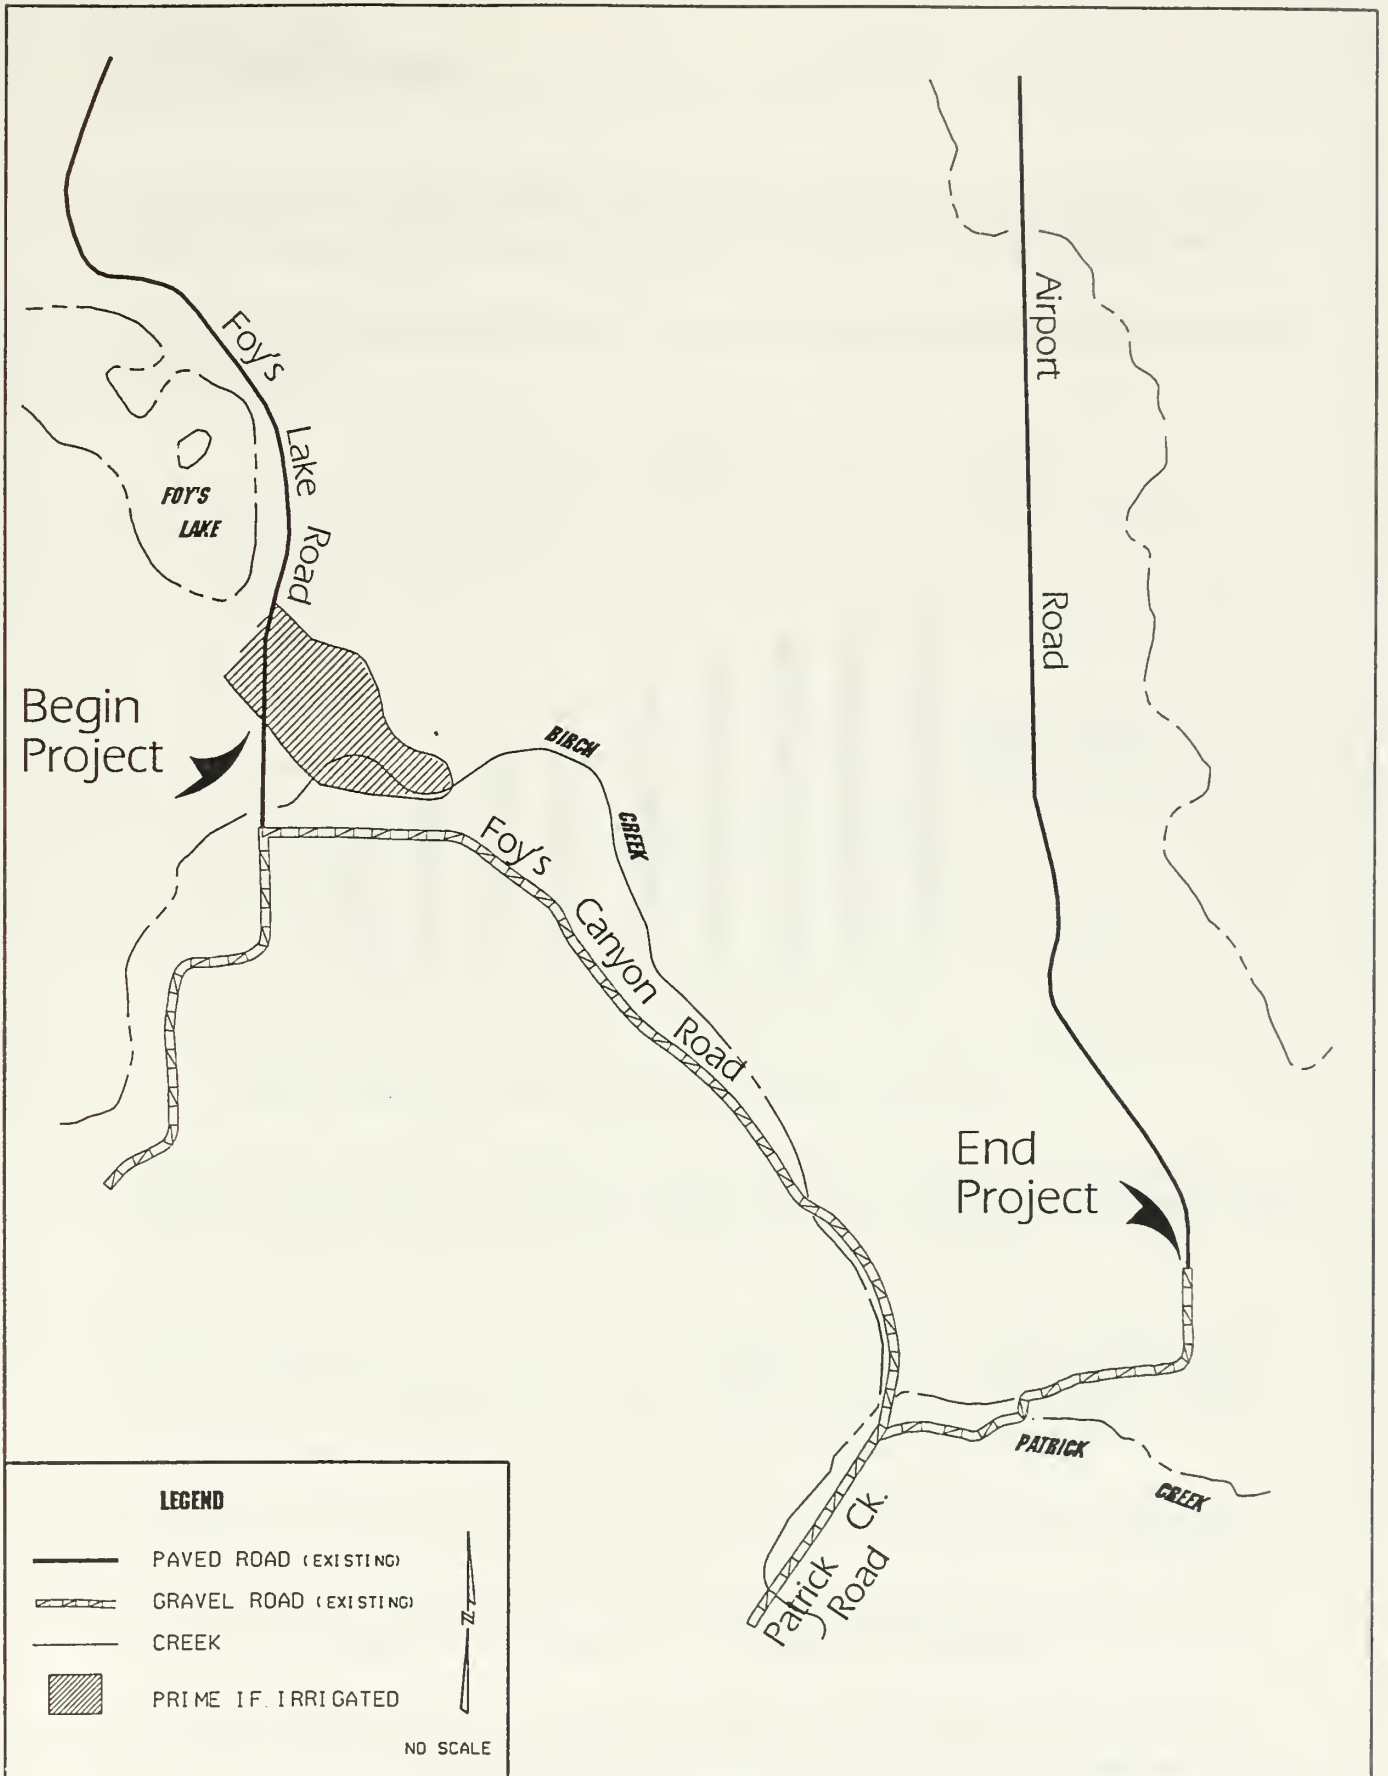 Foy's
Lake
Road
Airport
Road
FOY'S
LAKE
Begin
Project
BIRCH
CREEK
Foy's
Canyon
Road
End
Project
PATRICK
CREEK
Patrick Ck.
Road
LEGEND
PAVED ROAD (EXISTING)
GRAVEL ROAD (EXISTING)
CREEK
PRIME IF IRRIGATED
N
NO SCALE